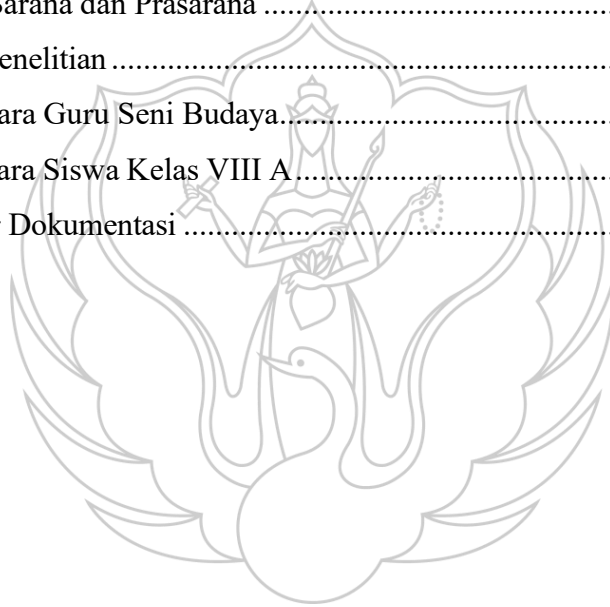 Sarana dan Prasarana ..........................................
enelitian ..............................................................
ara Guru Seni Budaya........................................
ara Siswa Kelas VIII A.......................................
Dokumentasi .....................................................